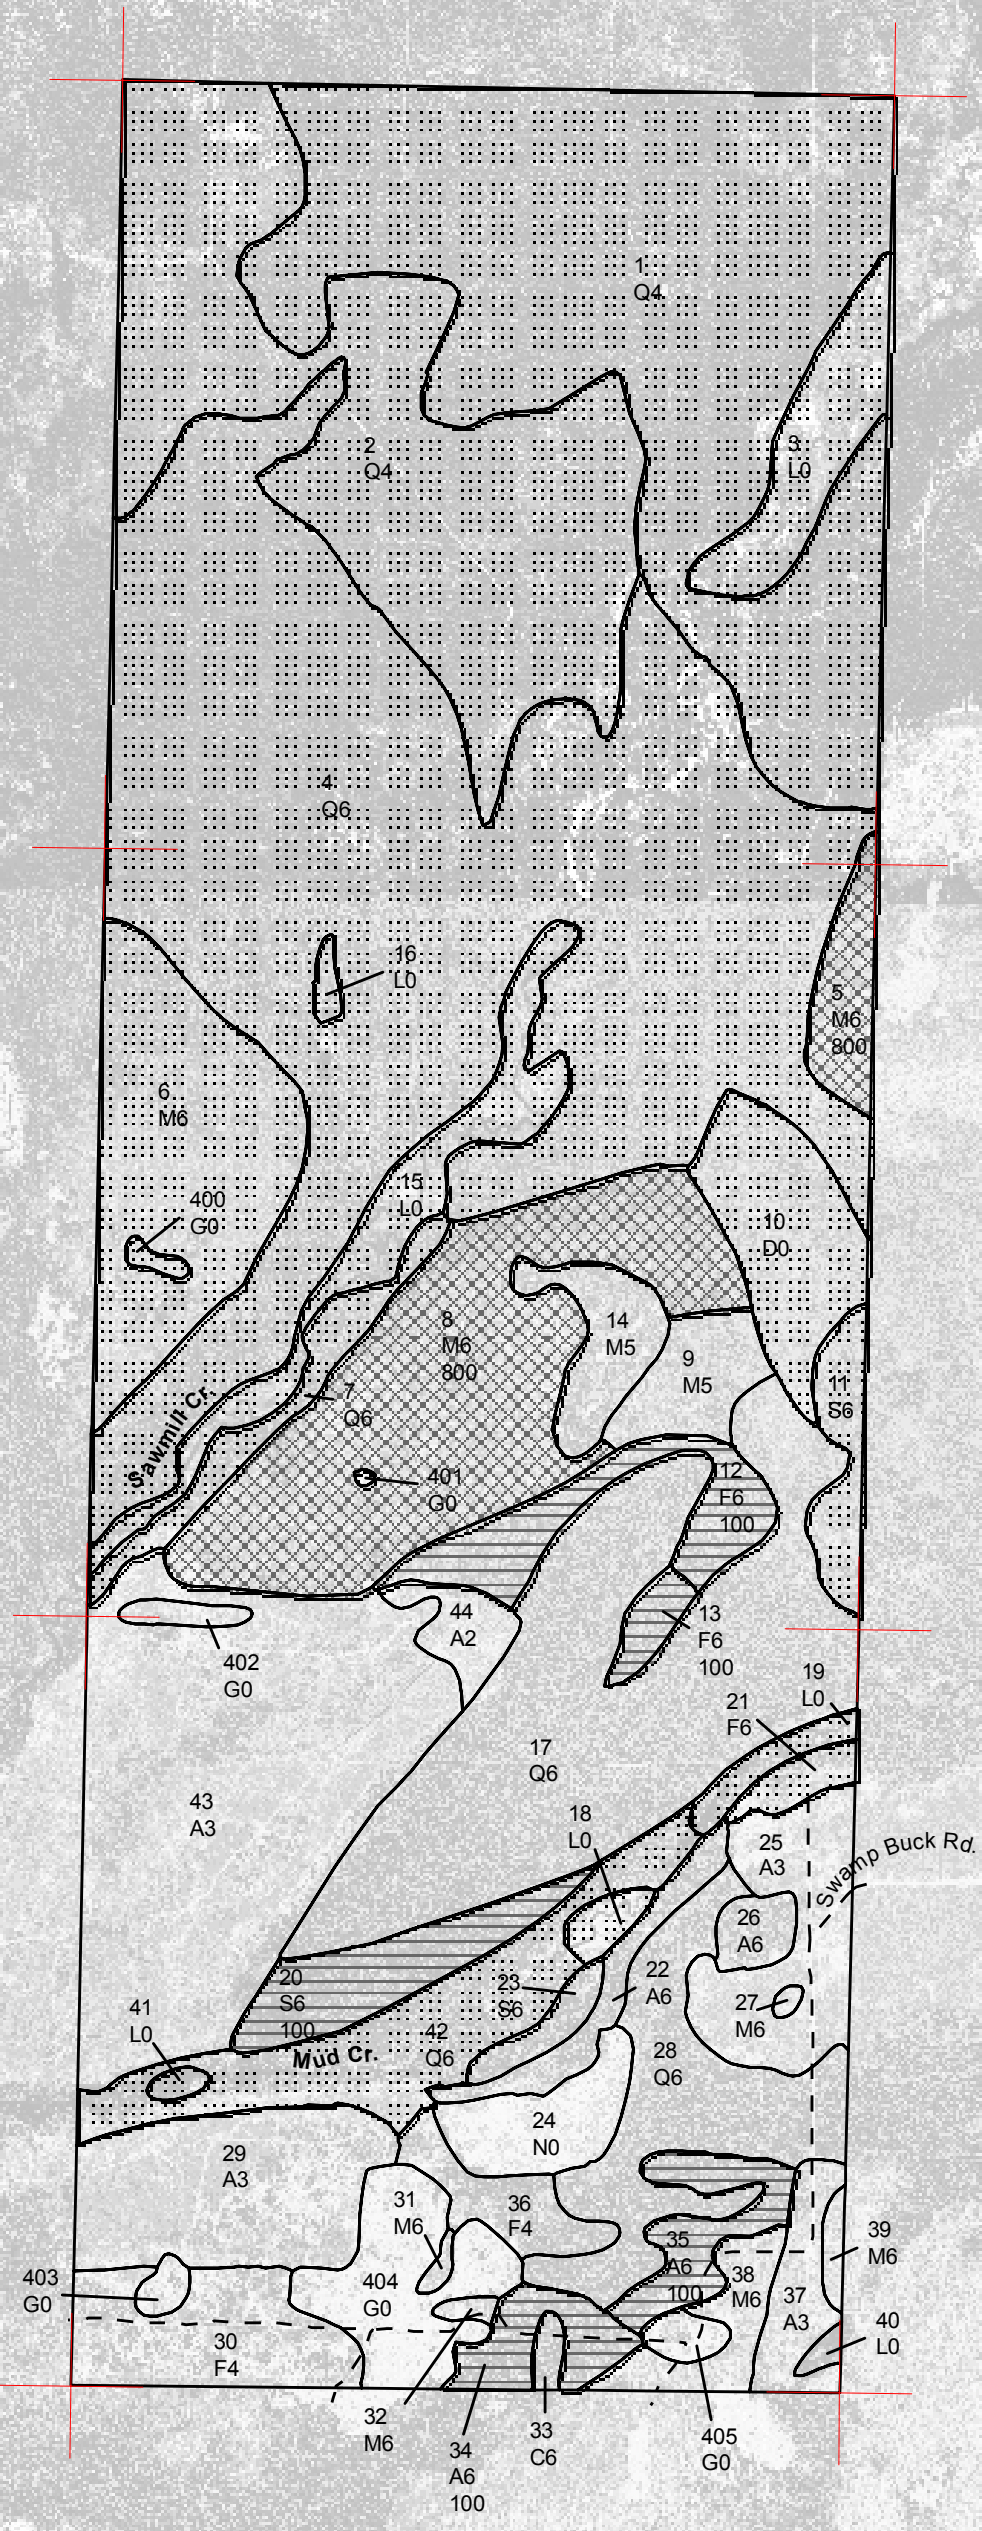 1
Q4
2
Q4
3
L0
4
Q6
16
L0
5
M6
800
6
M6
400
G0
15
L0
10
D0
8
M6
800
14
M5
9
M5
7
Q6
11
S6
Sawmill Cr.
401
G0
12
F6
100
44
A2
13
F6
100
402
G0
19
L0
21
F6
17
Q6
43
A3
18
L0
25
A3
Swamp Buck Rd.
26
A6
20
S6
100
23
S6
22
A6
27
M6
41
L0
42
Q6
Mud Cr.
28
Q6
24
N0
29
A3
31
M6
36
F4
35
A6
100
39
M6
403
G0
404
G0
38
M6
37
A3
40
L0
30
F4
32
M6
33
C6
405
G0
34
A6
100